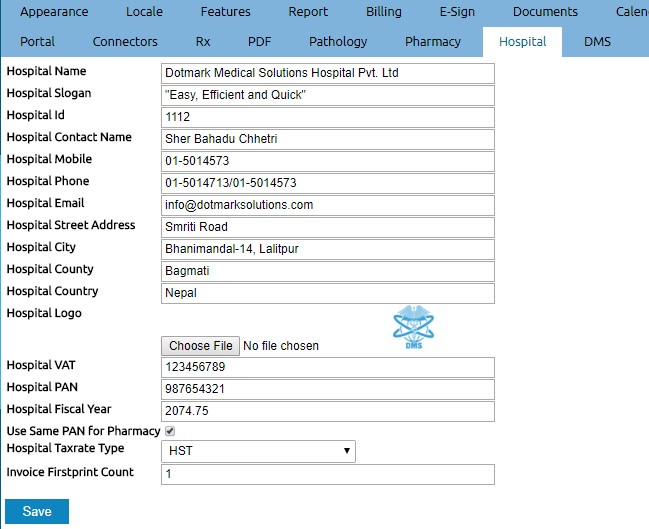 Appearance Locale Features Report Billing E-Sign Documents Calen
Portal Connectors Rx PDF Pathology Pharmacy Hospital DMS
Hospital Name Dotmark Medical Solutions Hospital Pvt. Ltd
Hospital Slogan "Easy, Efficient and Quick"
Hospital Id 1112
Hospital Contact Name Sher Bahadu Chhetri
Hospital Mobile 01-5014573
Hospital Phone 01-5014713/01-5014573
Hospital Email info@dotmarksolutions.com
Hospital Street Address Smriti Road
Hospital City Bhanimandal-14, Lalitpur
Hospital County Bagmati
Hospital Country Nepal
Hospital Logo
DMS
Choose File No file chosen
Hospital VAT 123456789
Hospital PAN 987654321
Hospital Fiscal Year 2074.75
Use Same PAN for Pharmacy
Hospital Taxrate Type HST
Invoice Firstprint Count 1
Save